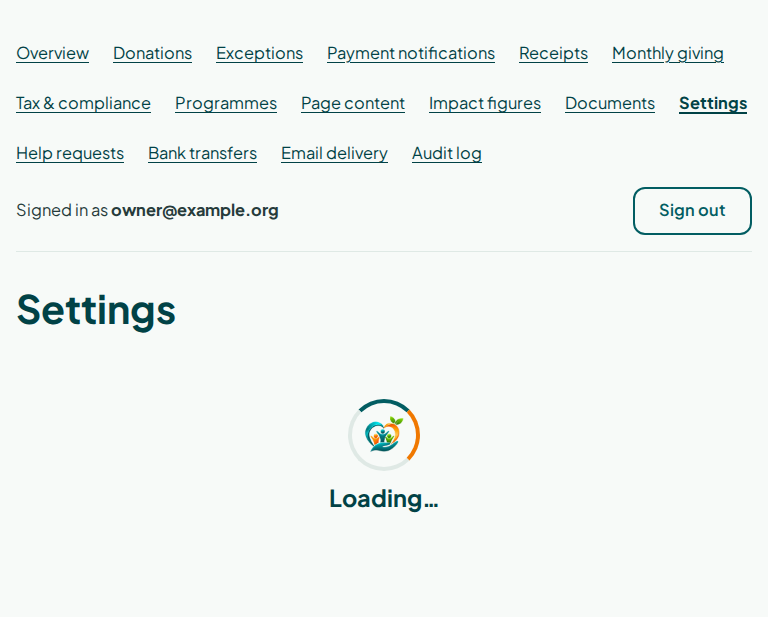 Overview Donations Exceptions Payment notifications Receipts Monthly giving
Tax & compliance Programmes Page content Impact figures Documents Settings
Help requests Bank transfers Email delivery Audit log
Signed in as owner@example.org Sign out
Settings
Loading...